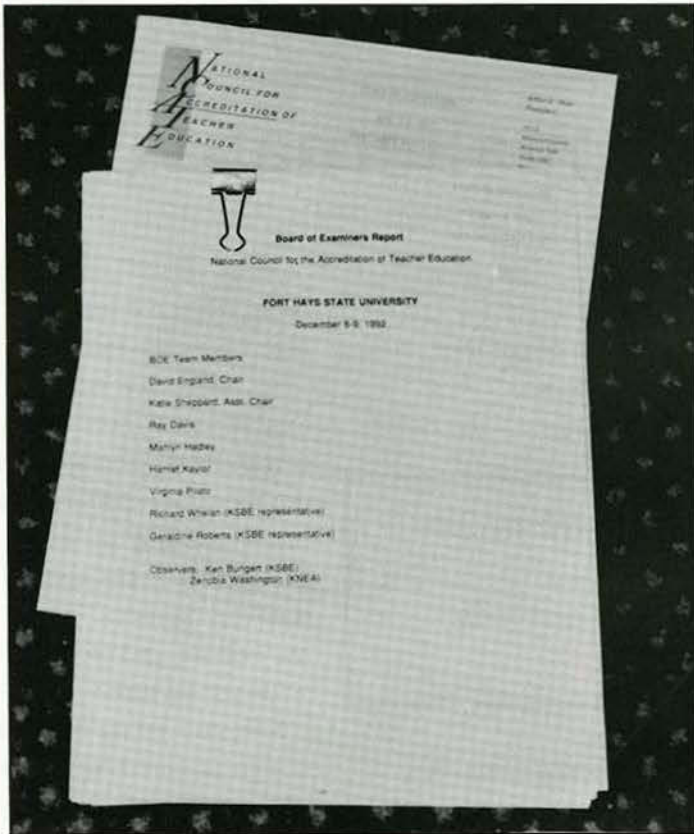 NATIONAL
COUNCIL FOR
ACCREDITATION OF
TEACHER
EDUCATION
Board of Examiners Report
National Council for the Accreditation of Teacher Education
FORT HAYS STATE UNIVERSITY
December 5-9, 1992
BOE Team Members
David England, Chair
Katie Sheppard, Asst. Chair
Ray Davis
Marilyn Hadley
Harriet Kaylor
Virginia Pilato
Richard Whelan (KSBE representative)
Geraldine Roberts (KSBE representative)
Observers: Ken Bungert (KSBE)
Zenobia Washington (KNEA)